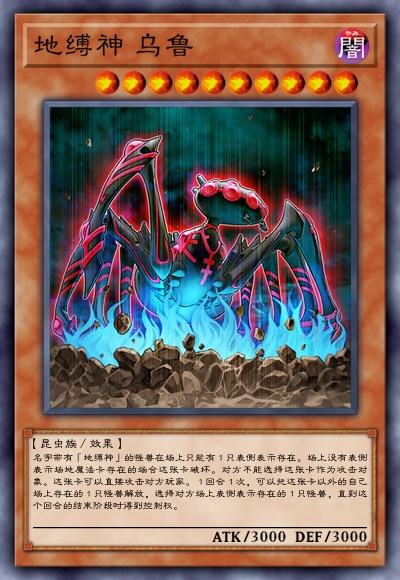 地缚神 乌鲁
やみ
闇
【昆虫族／效果】
名字带有「地缚神」的怪兽在场上只能有1只表侧表示存在。场上没有表侧
表示场地魔法卡存在的场合这张卡破坏。对方不能选择这张卡作为攻击对
象。这张卡可以直接攻击对方玩家。1回合1次，可以把这张卡以外的自己
场上存在的1只怪兽解放，选择对方场上表侧表示存在的1只怪兽，直到这
个回合的结束阶段时得到控制权。
ATK/3000 DEF/3000